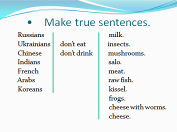 • Make true sentences.
Russians milk.
Ukrainians don't eat insects.
Chinese don't drink mushrooms.
Indians salo.
French meat.
Arabs raw fish.
Koreans kissel.
frogs.
cheese with worms.
cheese.